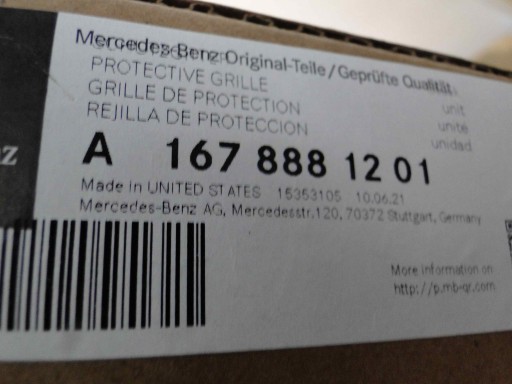 Mercedes-Benz Original-Teile/Geprüfte Qualität
PROTECTIVE GRILLE unit
GRILLE DE PROTECTION unité
REJILLA DE PROTECCION unidad
A 167 888 12 01
Made in UNITED STATES 15353105 10.06.21
Mercedes-Benz AG, Mercedesstr.120, 70372 Stuttgart, Germany
More information on
http://p.mb-qr.com